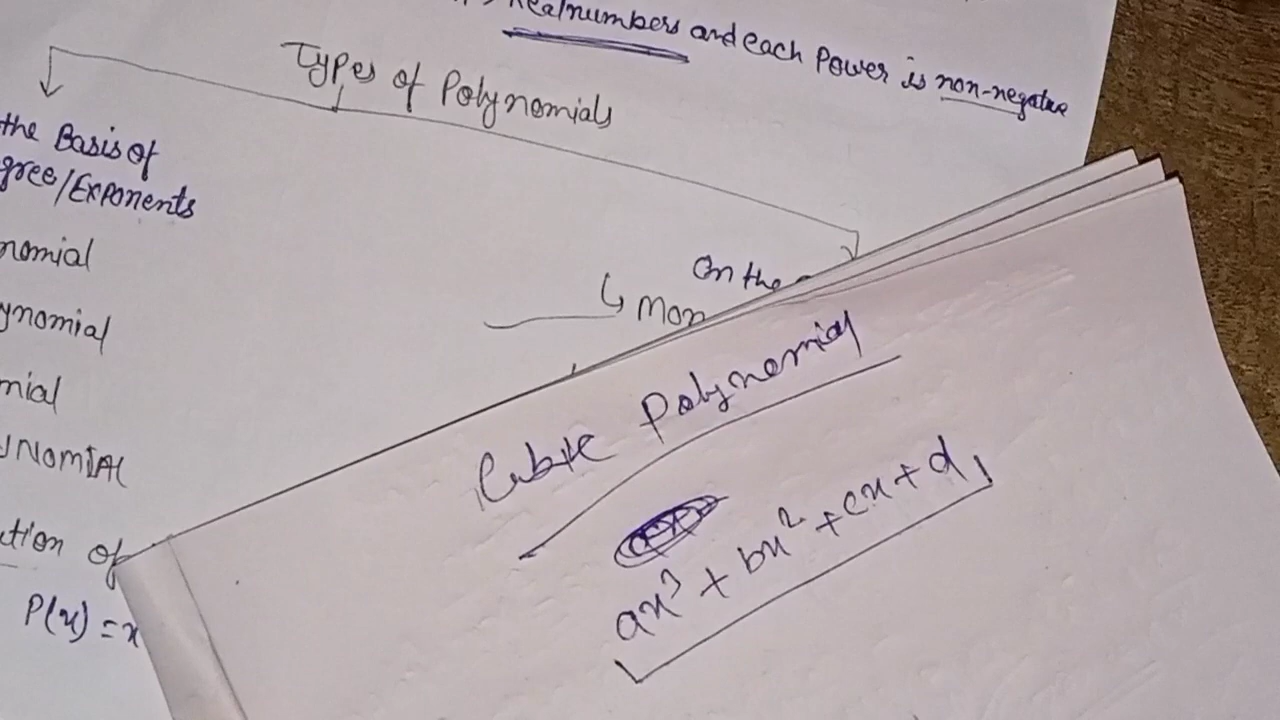 Realnumbers and each Power is non-negative
Types of Polynomials
the Basis of
gree/Exponents
nomial
ynomial
mial
yNomiAl
On the
↳ Mon
ction of
P(x) = x
Cubic Polynomial
ax³ + bx² + cx + d